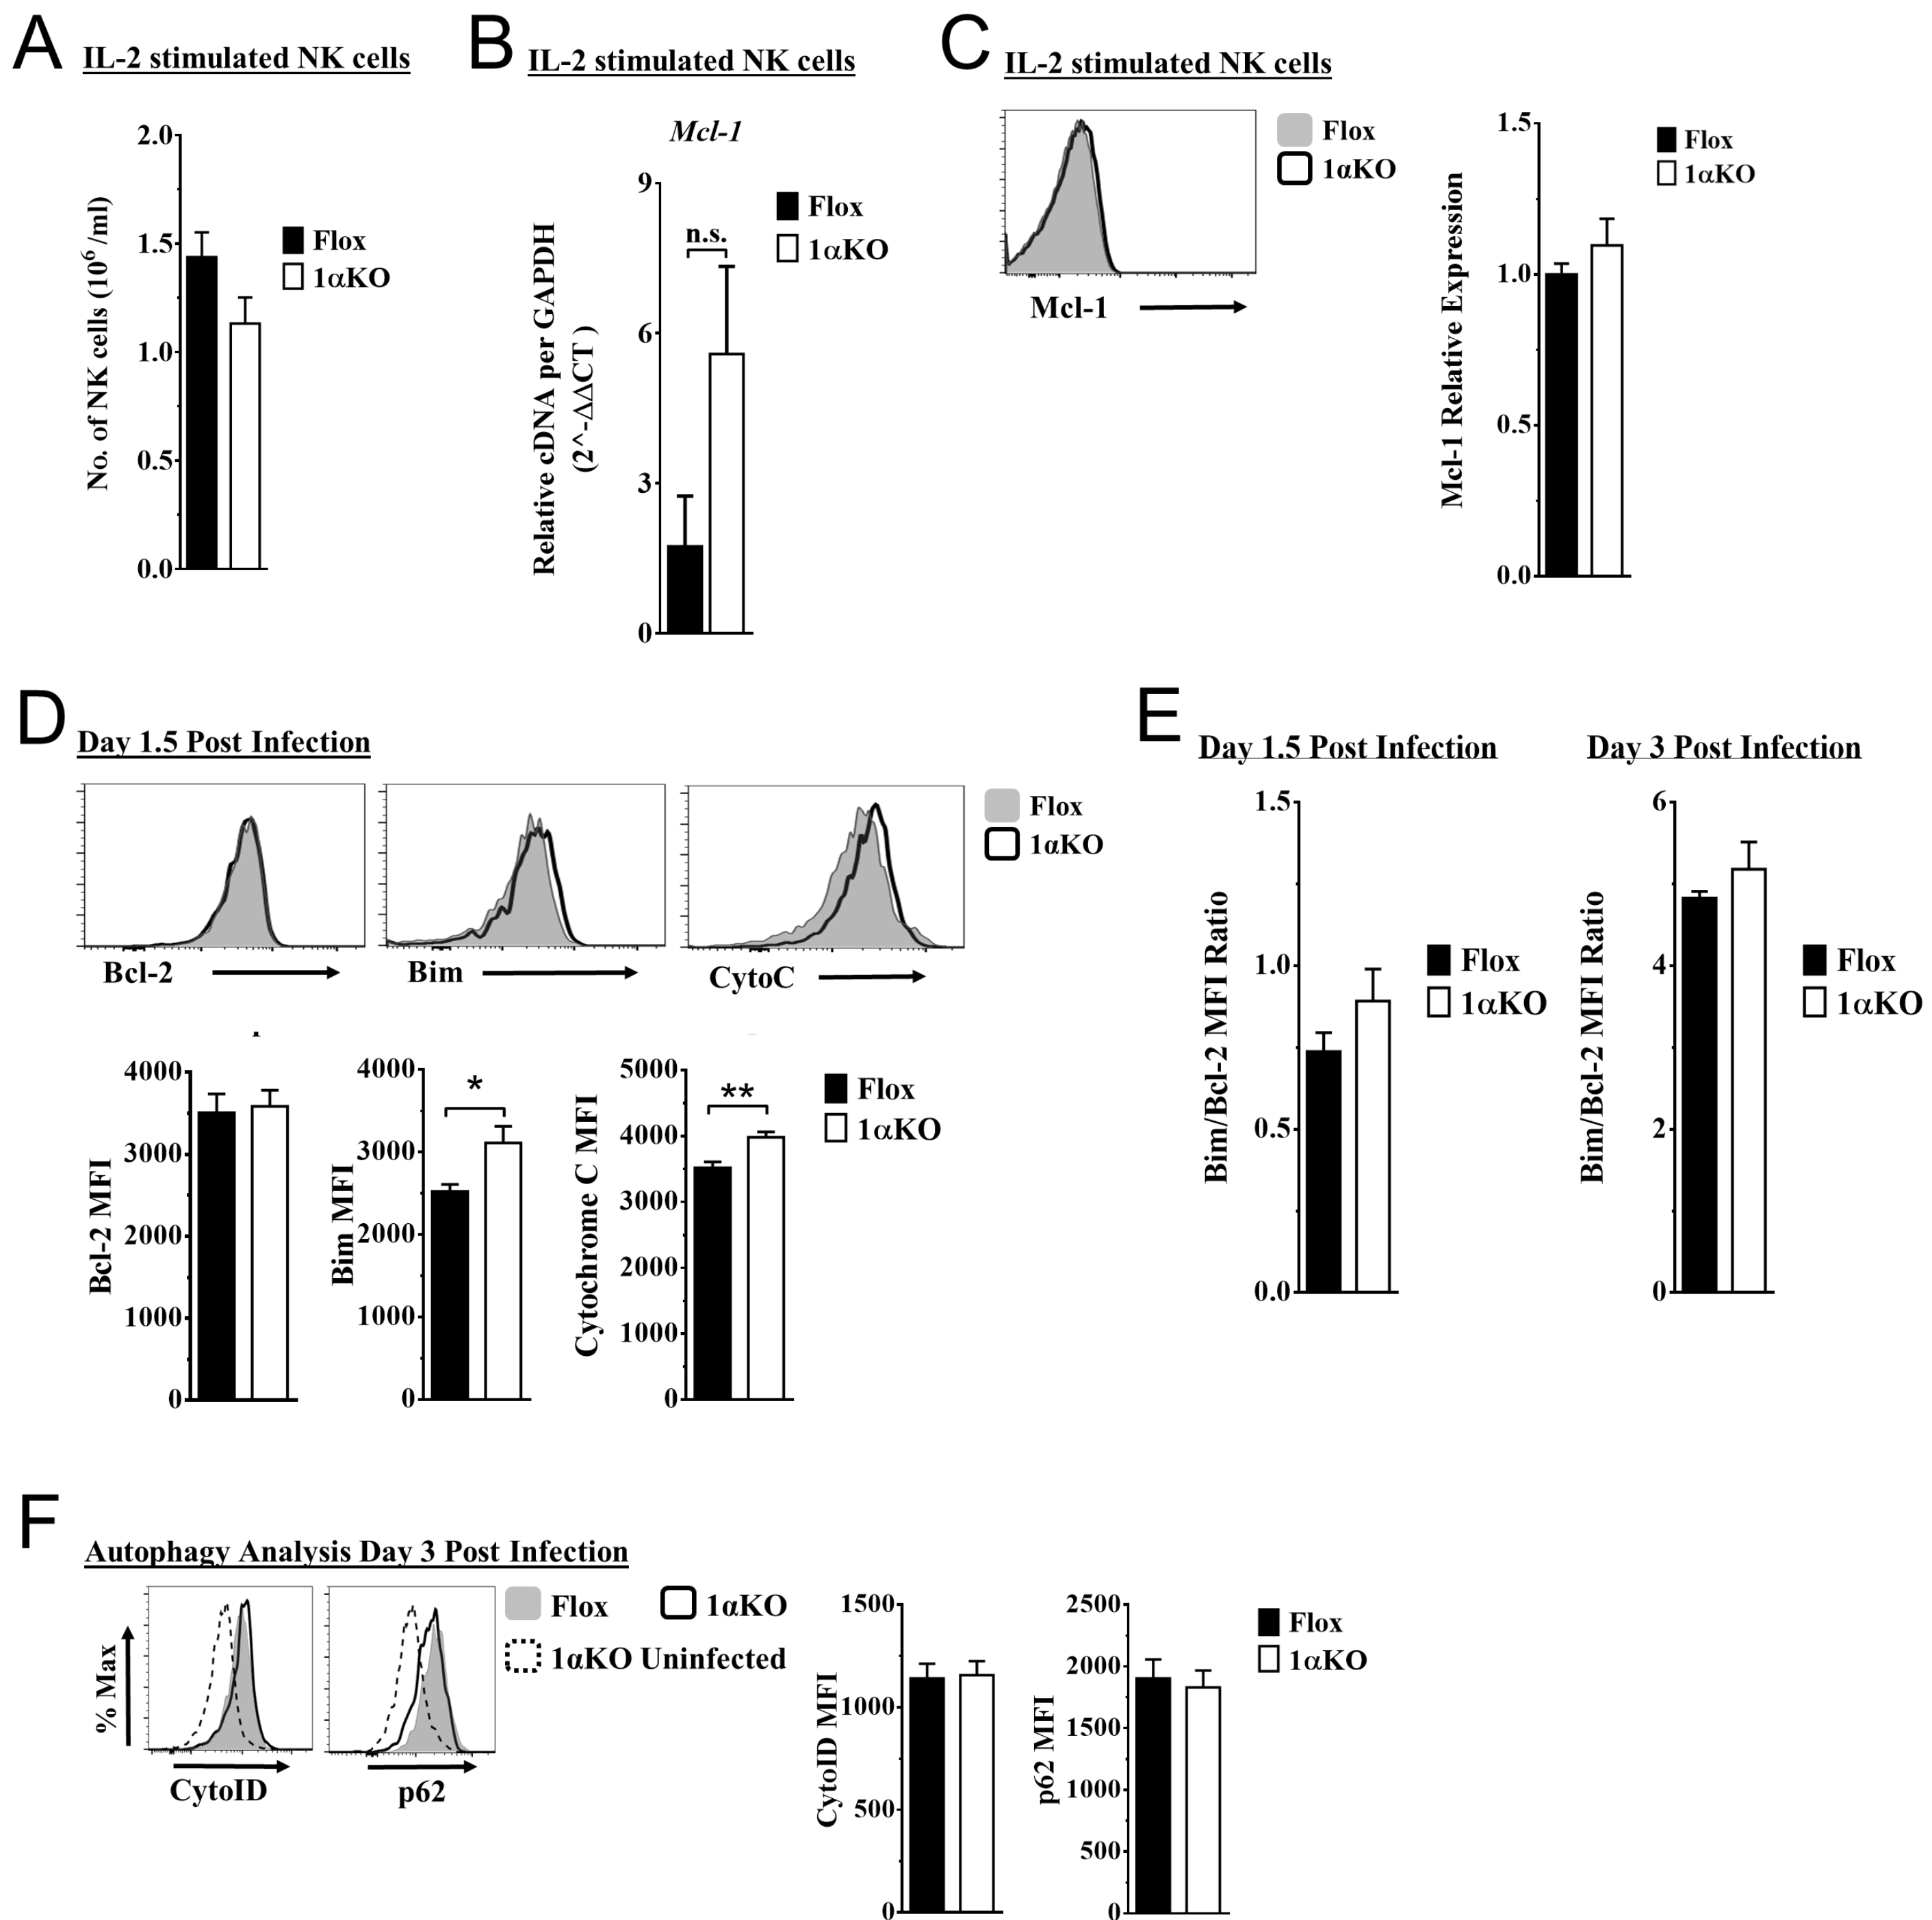 A
IL-2 stimulated NK cells
No. of NK cells (10⁶ /ml)
2.0
1.5
1.0
0.5
0.0
Flox
1αKO
B
IL-2 stimulated NK cells
Mcl-1
Relative cDNA per GAPDH
(2^-ΔΔCT )
9
6
3
0
n.s.
Flox
1αKO
C
IL-2 stimulated NK cells
Flox
1αKO
Mcl-1
Mcl-1 Relative Expression
1.5
1.0
0.5
0.0
Flox
1αKO
D
Day 1.5 Post Infection
Bcl-2
Bim
CytoC
Flox
1αKO
Bcl-2 MFI
4000
3000
2000
1000
0
Bim MFI
4000
3000
2000
1000
0
*
Cytochrome C MFI
5000
4000
3000
2000
1000
0
**
Flox
1αKO
E
Day 1.5 Post Infection
Bim/Bcl-2 MFI Ratio
1.5
1.0
0.5
0.0
Flox
1αKO
Day 3 Post Infection
Bim/Bcl-2 MFI Ratio
6
4
2
0
Flox
1αKO
F
Autophagy Analysis Day 3 Post Infection
% Max
CytoID
p62
Flox
1αKO
1αKO Uninfected
CytoID MFI
1500
1000
500
0
p62 MFI
2500
2000
1500
1000
500
0
Flox
1αKO